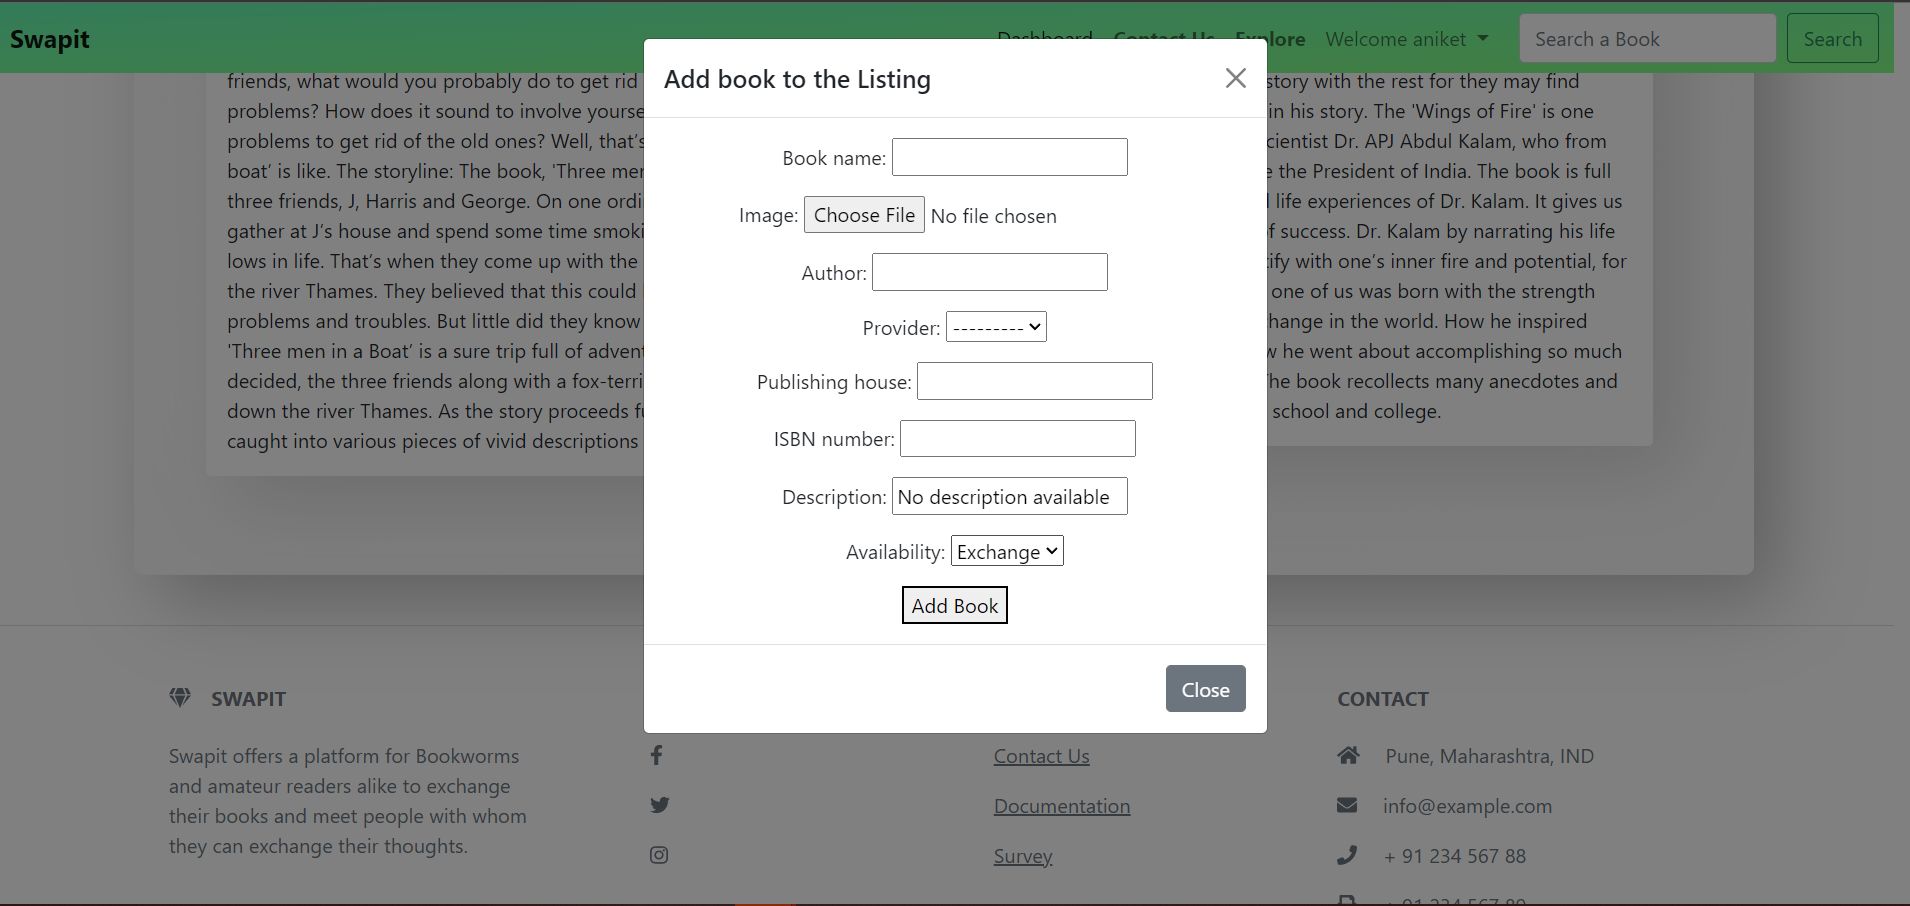 Swapit
Dashboard Contact Us Explore Welcome aniket Search a Book Search
Add book to the Listing
Book name:
Image: Choose File No file chosen
Author:
Provider: ---------
Publishing house:
ISBN number:
Description: No description available
Availability: Exchange
Add Book
Close
friends, what would you probably do to get rid
problems? How does it sound to involve yourse
problems to get rid of the old ones? Well, that's
boat’ is like. The storyline: The book, 'Three mer
three friends, J, Harris and George. On one ordi
gather at J’s house and spend some time smoki
lows in life. That’s when they come up with the
the river Thames. They believed that this could
problems and troubles. But little did they know
'Three men in a Boat’ is a sure trip full of adven
decided, the three friends along with a fox-terri
down the river Thames. As the story proceeds fu
caught into various pieces of vivid descriptions
story with the rest for they may find
in his story. The 'Wings of Fire' is one
cientist Dr. APJ Abdul Kalam, who from
e the President of India. The book is full
l life experiences of Dr. Kalam. It gives us
f success. Dr. Kalam by narrating his life
tify with one’s inner fire and potential, for
one of us was born with the strength
hange in the world. How he inspired
w he went about accomplishing so much
The book recollects many anecdotes and
school and college.
SWAPIT
Swapit offers a platform for Bookworms
and amateur readers alike to exchange
their books and meet people with whom
they can exchange their thoughts.
Contact Us
Documentation
Survey
CONTACT
Pune, Maharashtra, IND
info@example.com
+ 91 234 567 88
+ 91 234 567 89